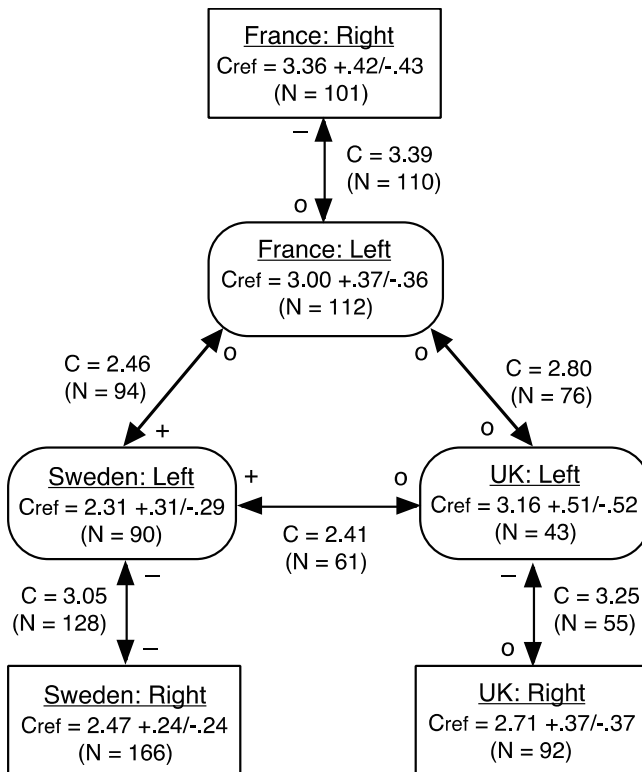 France: Right
Cref = 3.36 +.42/-.43
(N = 101)
–
C = 3.39
(N = 110)
o
France: Left
Cref = 3.00 +.37/-.36
(N = 112)
o
o
C = 2.46
(N = 94)
C = 2.80
(N = 76)
+
o
Sweden: Left
Cref = 2.31 +.31/-.29
(N = 90)
+
o
C = 2.41
(N = 61)
UK: Left
Cref = 3.16 +.51/-.52
(N = 43)
–
C = 3.05
(N = 128)
–
–
C = 3.25
(N = 55)
o
Sweden: Right
Cref = 2.47 +.24/-.24
(N = 166)
UK: Right
Cref = 2.71 +.37/-.37
(N = 92)